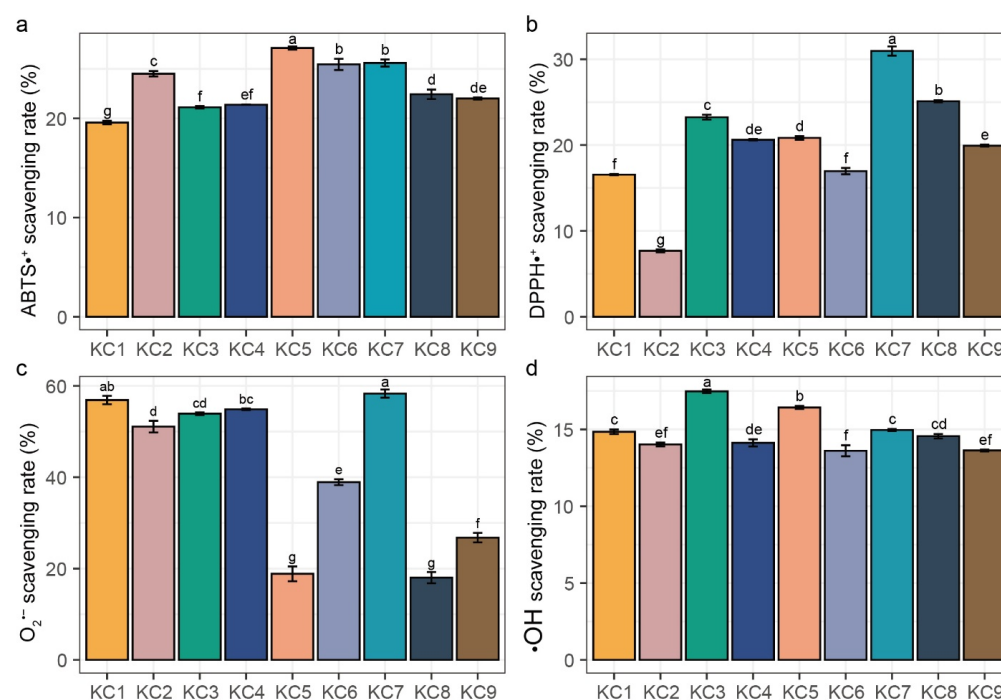 a
ABTS•⁺ scavenging rate (%)
20
10
0
g
c
f
ef
a
b
b
d
de
KC1 KC2 KC3 KC4 KC5 KC6 KC7 KC8 KC9
b
DPPH•⁺ scavenging rate (%)
30
20
10
0
f
g
c
de
d
f
a
b
e
KC1 KC2 KC3 KC4 KC5 KC6 KC7 KC8 KC9
c
O₂•− scavenging rate (%)
60
40
20
0
ab
d
cd
bc
g
e
a
g
f
KC1 KC2 KC3 KC4 KC5 KC6 KC7 KC8 KC9
d
•OH scavenging rate (%)
15
10
5
0
c
ef
a
de
b
f
c
cd
ef
KC1 KC2 KC3 KC4 KC5 KC6 KC7 KC8 KC9